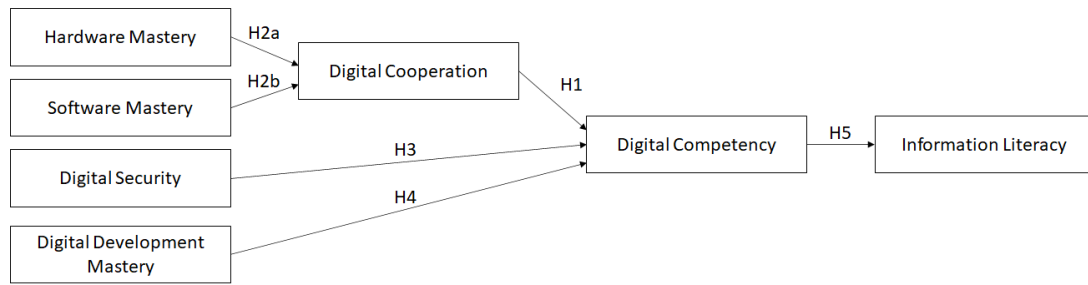 Hardware Mastery
H2a
Digital Cooperation
H2b
Software Mastery
H1
Digital Competency
H5
Information Literacy
H3
Digital Security
H4
Digital Development
Mastery